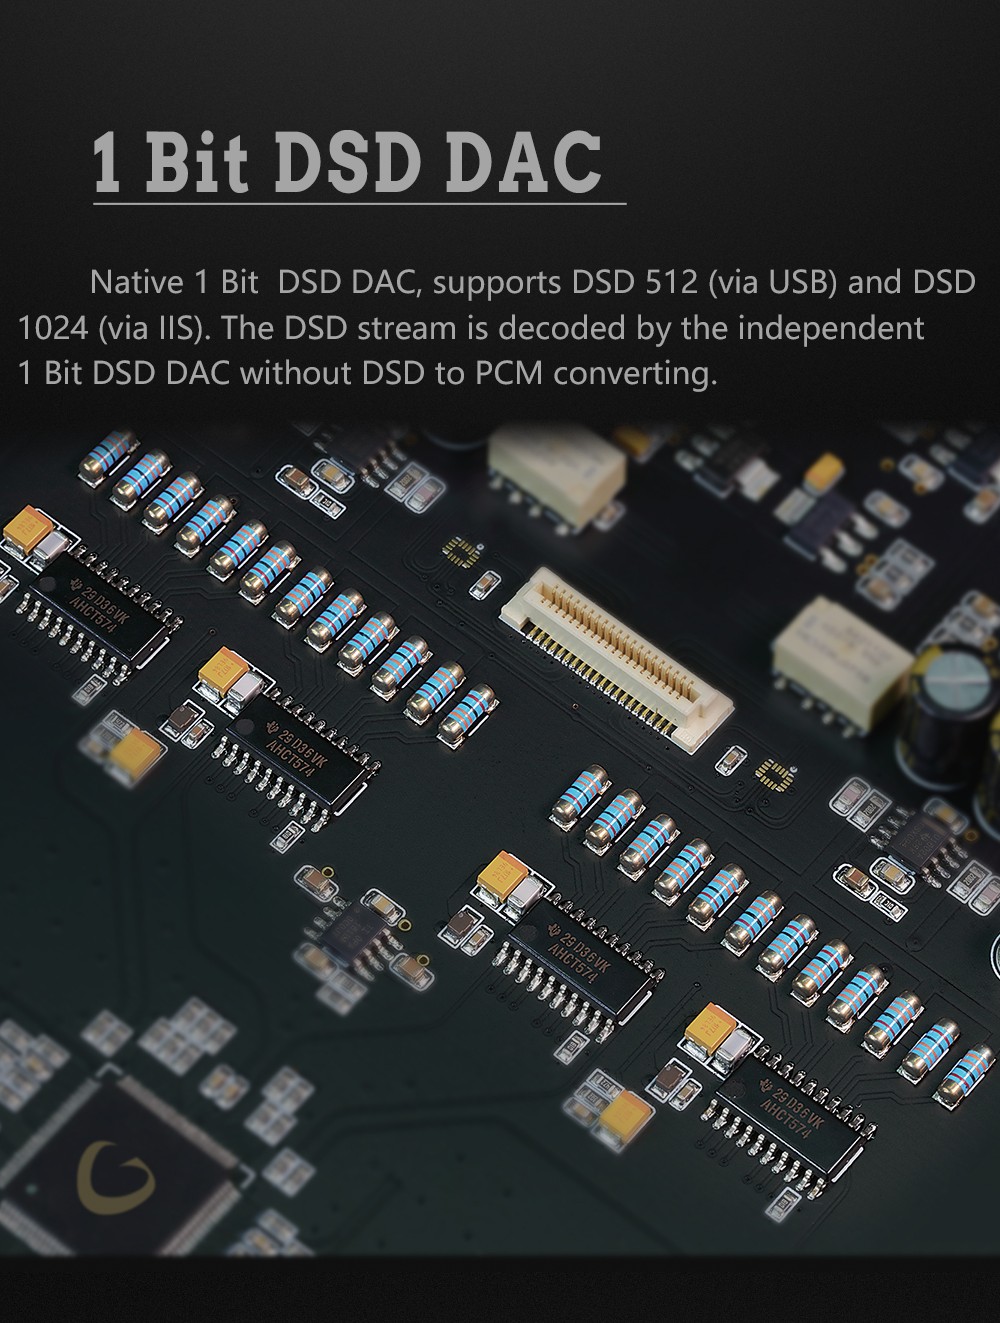 1 Bit DSD DAC
Native 1 Bit DSD DAC, supports DSD 512 (via USB) and DSD
1024 (via IIS). The DSD stream is decoded by the independent
1 Bit DSD DAC without DSD to PCM converting.
29D36VK
AHCT574
29D36VK
AHCT574
29D36VK
AHCT574
29D36VK
AHCT574